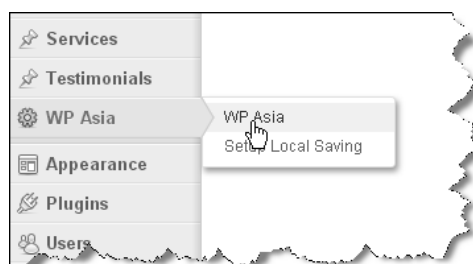 Services
Testimonials
WP Asia
WP Asia
Setup Local Saving
Appearance
Plugins
Users